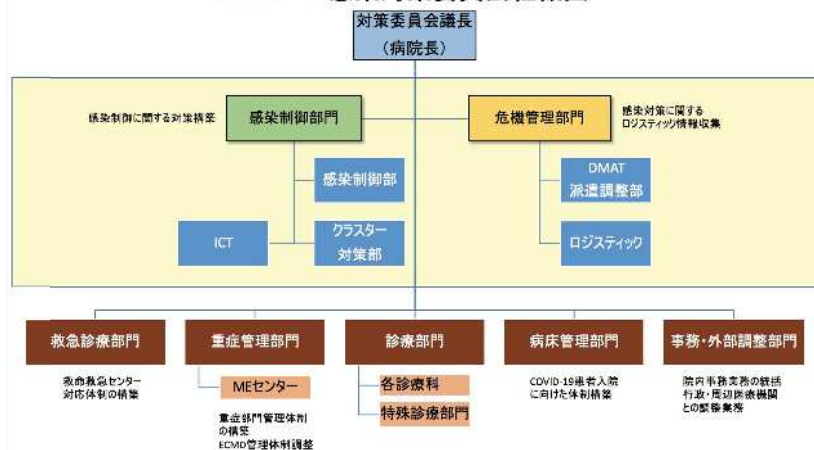 対策委員会議長
(病院長)
感染制御に関する対策構築
感染制御部門
危機管理部門
感染対策に関する
ロジスティック情報収集
感染制御部
DMAT
派遣調整部
ICT
クラスター
対策部
ロジスティック
救急診療部門
重症管理部門
診療部門
病床管理部門
事務・外部調整部門
救命救急センター
対応体制の構築
MEセンター
重症部門管理体制
の構築
ECMO管理体制調整
各診療科
特殊診療部門
COVID-19患者入院
に向けた体制構築
院内事務業務の統括
行政・周辺医療機関
との調整業務